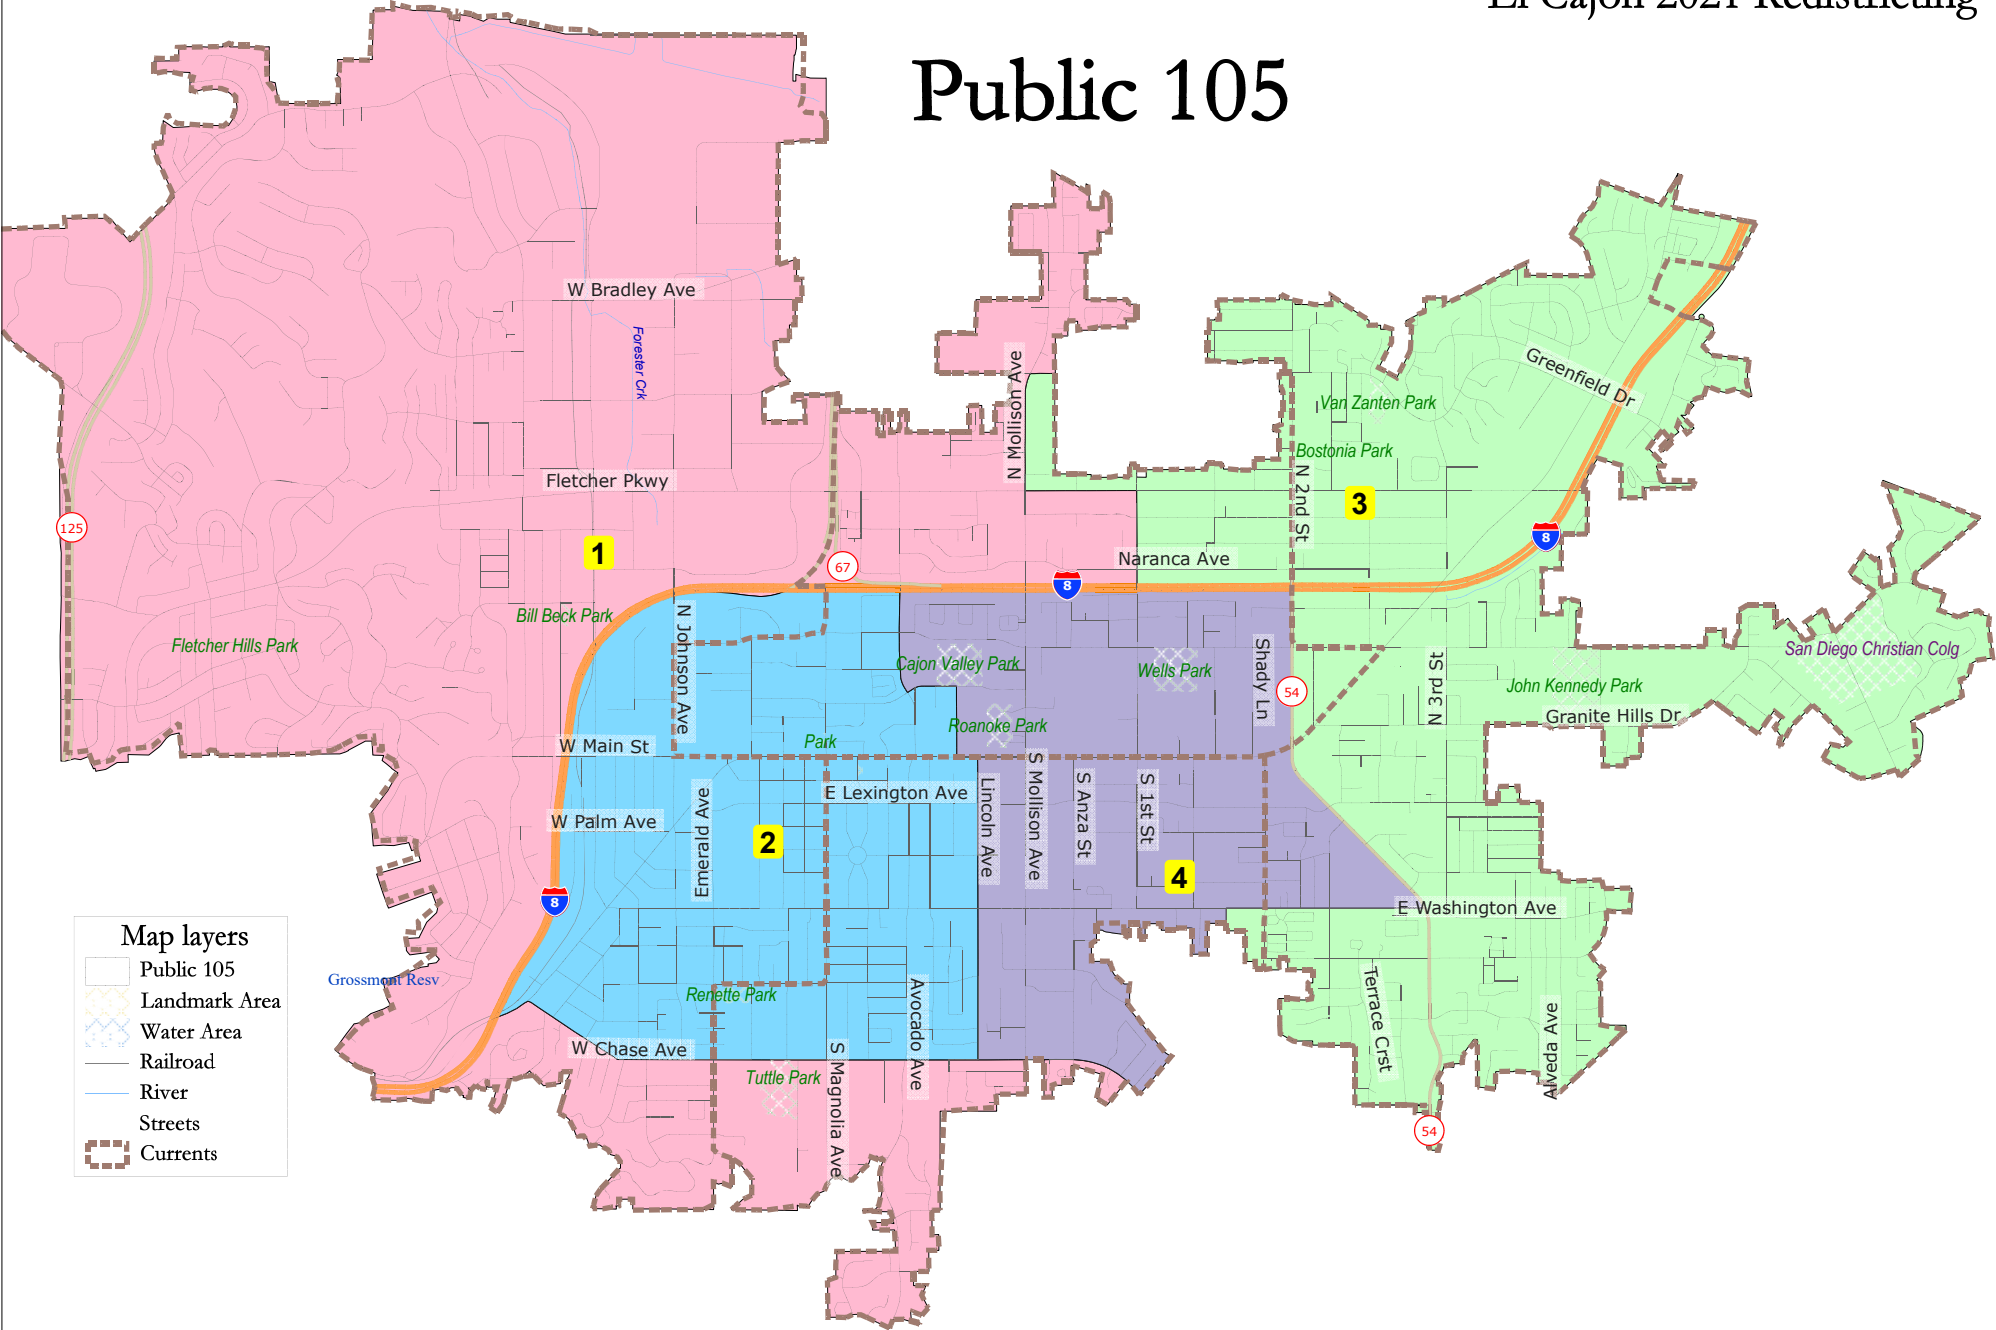 El Cajon 2021 Redistricting
Public 105
W Bradley Ave
Forester Crk
N Mollison Ave
Greenfield Dr
Van Zanten Park
Bostonia Park
Fletcher Pkwy
N 2nd St
3
125
1
8
Naranca Ave
67
8
Bill Beck Park
N Johnson Ave
Fletcher Hills Park
Cajon Valley Park
Wells Park
Shady Ln
54
N 3rd St
San Diego Christian Colg
John Kennedy Park
Granite Hills Dr
Roanoke Park
W Main St
Park
E Lexington Ave
Emerald Ave
Lincoln Ave
S Mollison Ave
S Anza St
S 1st St
W Palm Ave
2
4
8
E Washington Ave
Grossmont Resv
Renette Park
Avocado Ave
Terrace Crst
Alveda Ave
W Chase Ave
S Magnolia Ave
Tuttle Park
54
Map layers
Public 105
Landmark Area
Water Area
Railroad
River
Streets
Currents